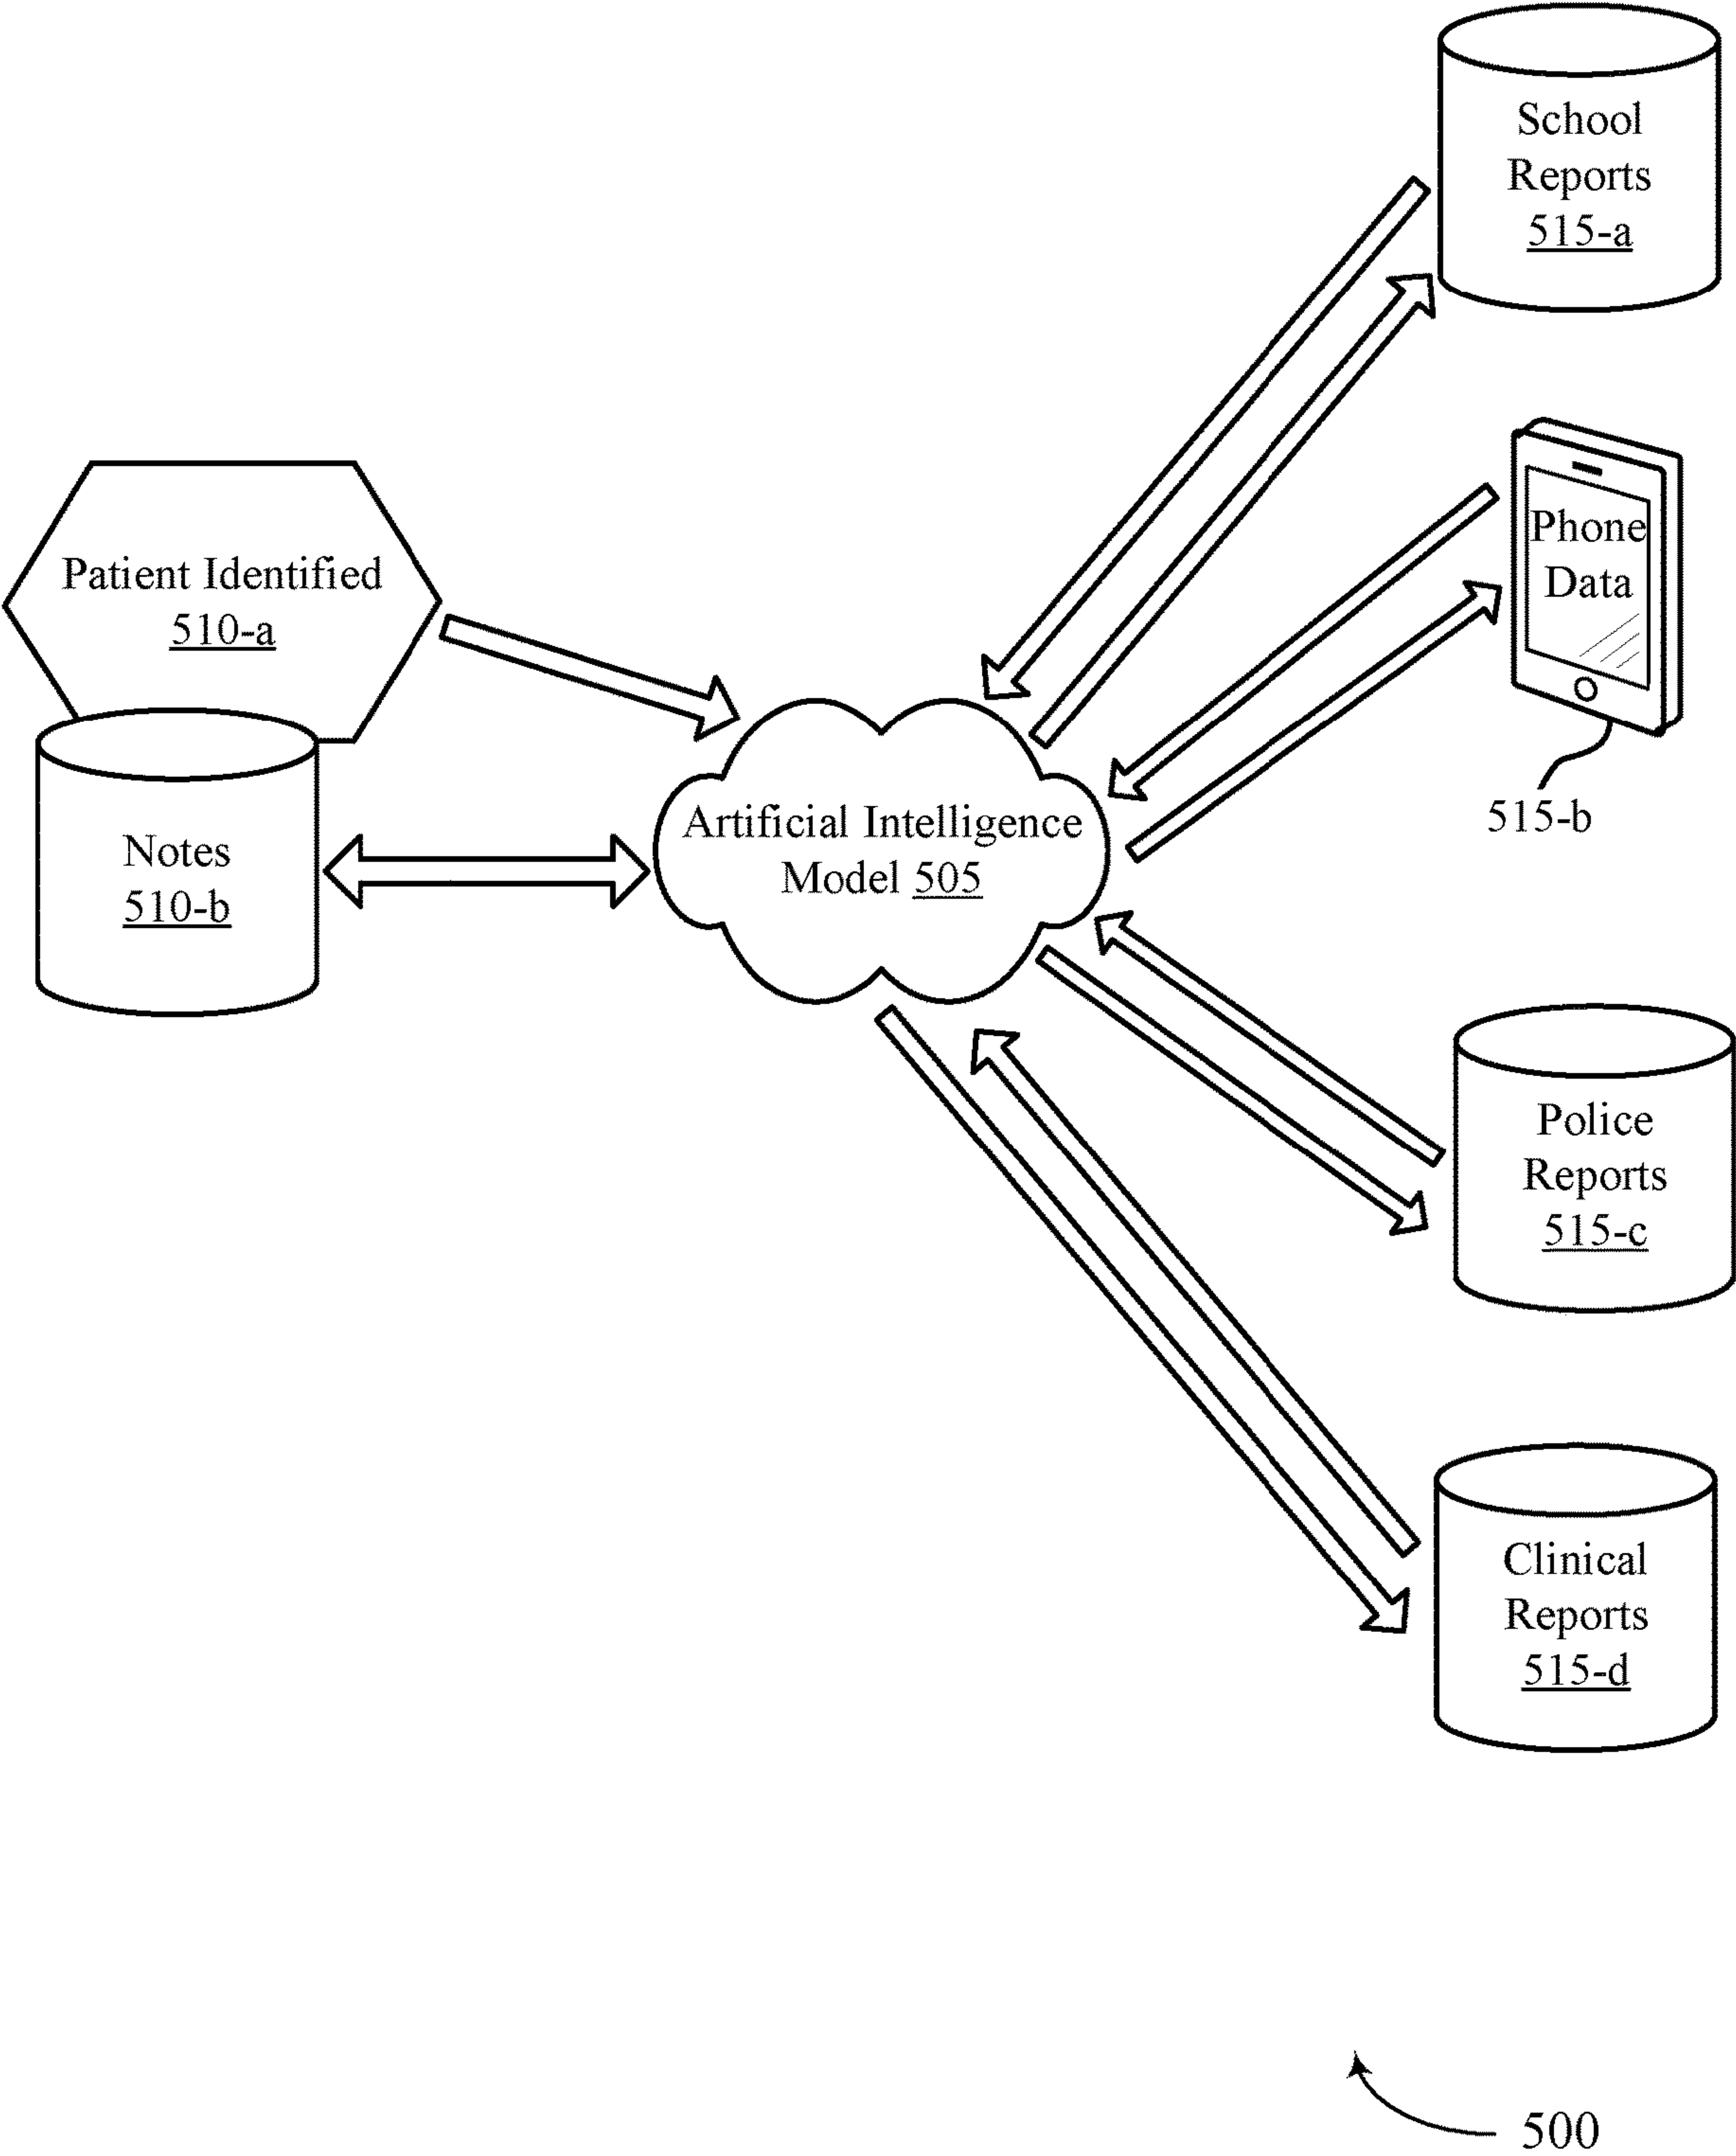 School
Reports
515-a
Phone
Data
515-b
Patient Identified
510-a
Notes
510-b
Artificial Intelligence
Model 505
Police
Reports
515-c
Clinical
Reports
515-d
500